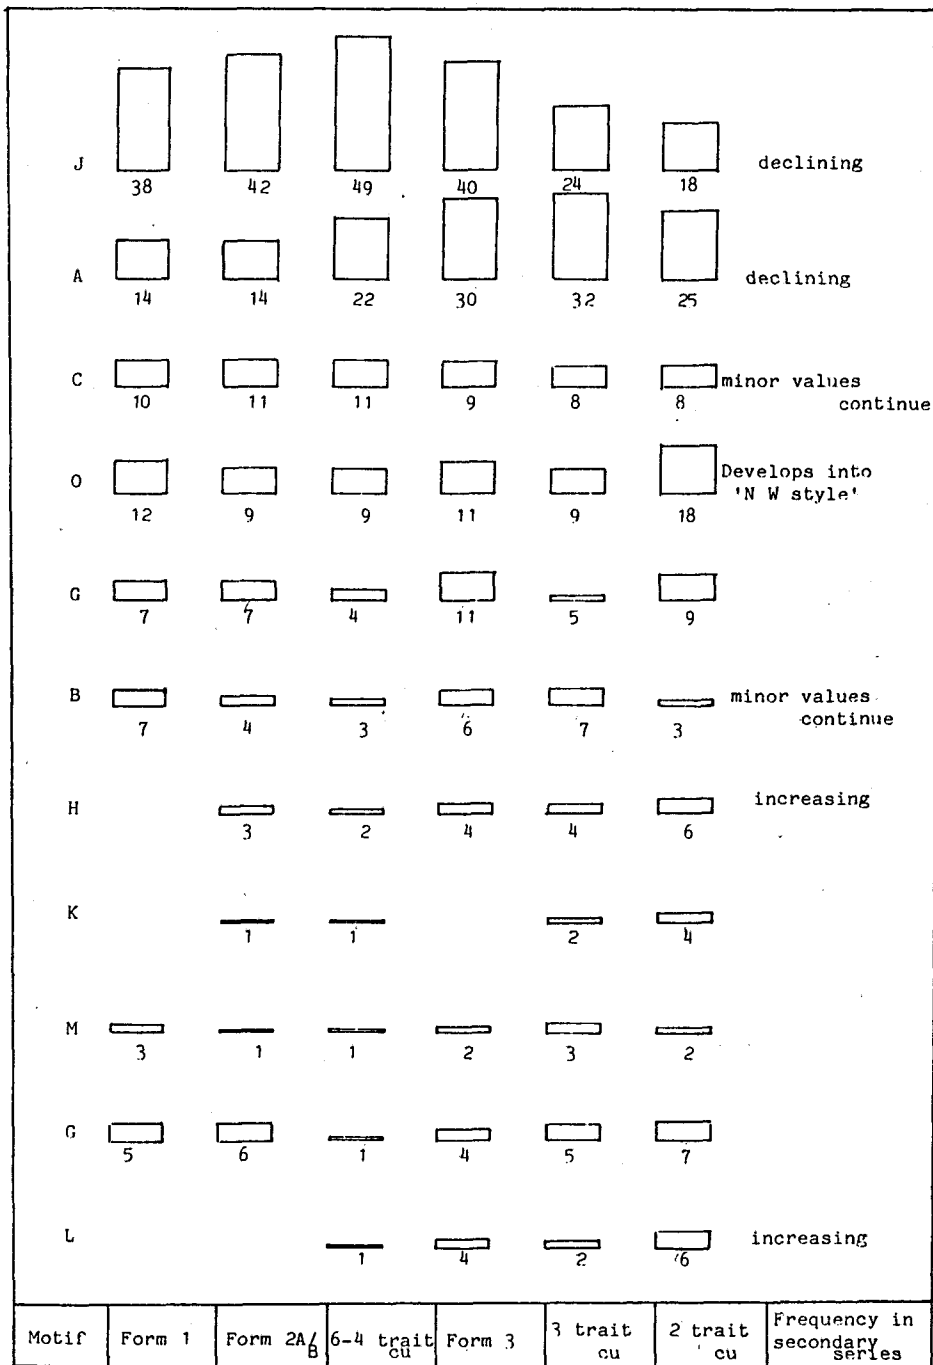 J declining
38 42 49 40 24 18
A declining
14 14 22 30 32 25
C minor values
continue
10 11 11 9 8 8
O Develops into
'N W style'
12 9 9 11 9 18
G
7 7 4 11 5 9
B minor values
continue
7 4 3 6 7 3
H increasing
3 2 4 4 6
K
1 1 2 4
M
3 1 1 2 3 2
G
5 6 1 4 5 7
L increasing
1 4 2 6
Motif Form 1 Form 2A/B 6-4 trait cu Form 3 3 trait cu 2 trait cu Frequency in
secondary
series